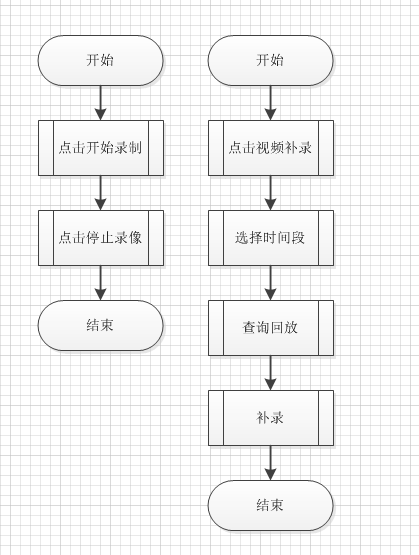 开始
点击开始录制
点击停止录像
结束
开始
点击视频补录
选择时间段
查询回放
补录
结束